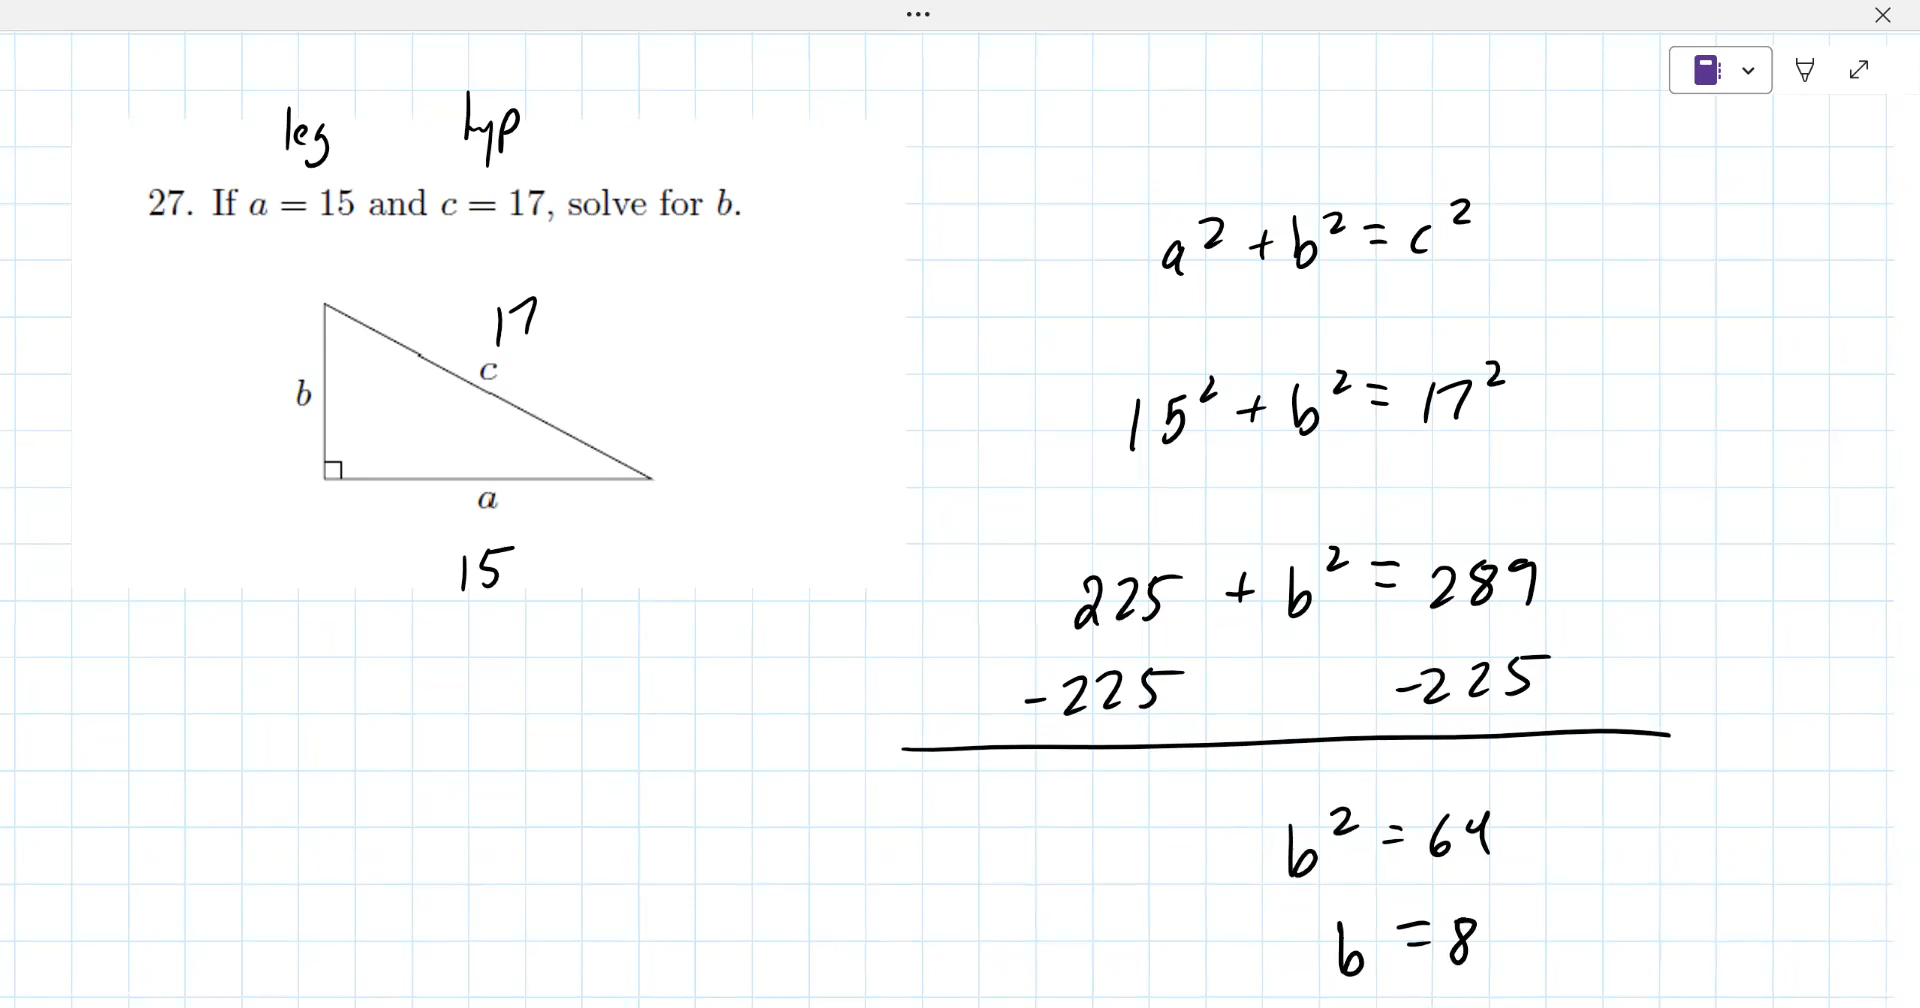 leg hyp
27. If a = 15 and c = 17, solve for b.
17
c
b
a
15
a² + b² = c²
15² + b² = 17²
225 + b² = 289
-225 -225
b² = 64
b = 8